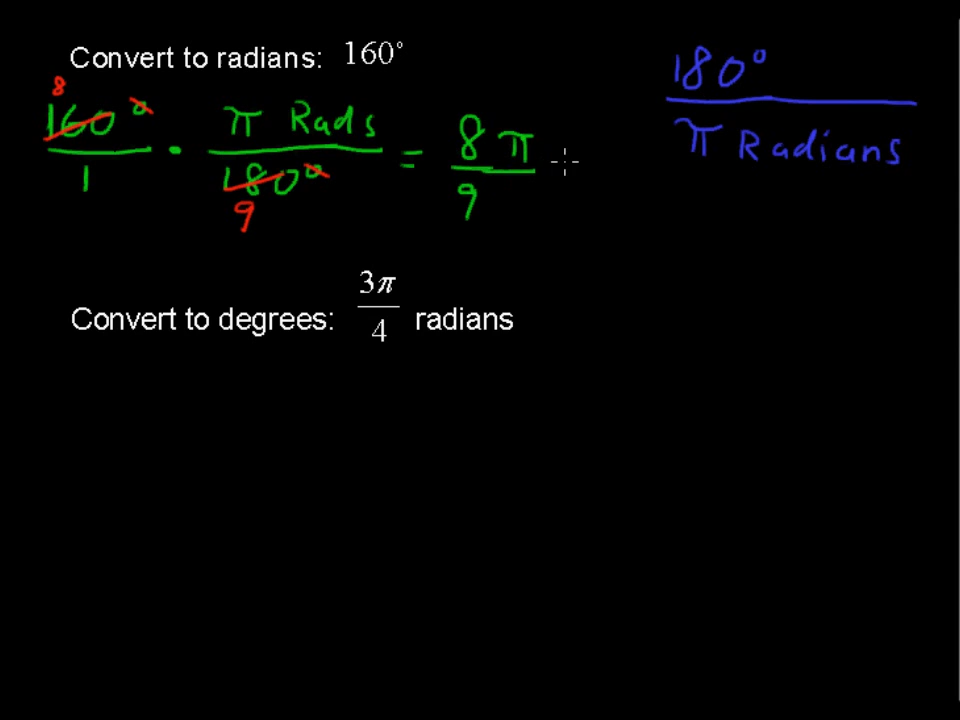 Convert to radians: 160°
8
160° π Rads 8 π
1 · 180° = 9
9
180°
π Radians
Convert to degrees: 3π/4 radians